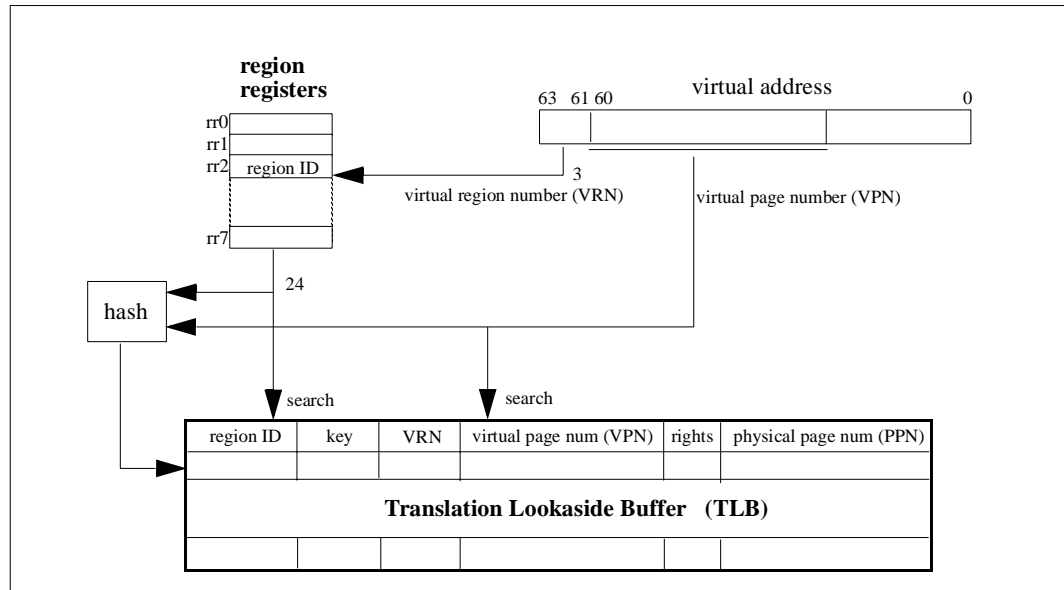 region
registers
virtual address
63 61 60 0
rr0
rr1
rr2 region ID
3
virtual region number (VRN)
virtual page number (VPN)
rr7
24
hash
search
search
region ID key VRN virtual page num (VPN) rights physical page num (PPN)
Translation Lookaside Buffer (TLB)